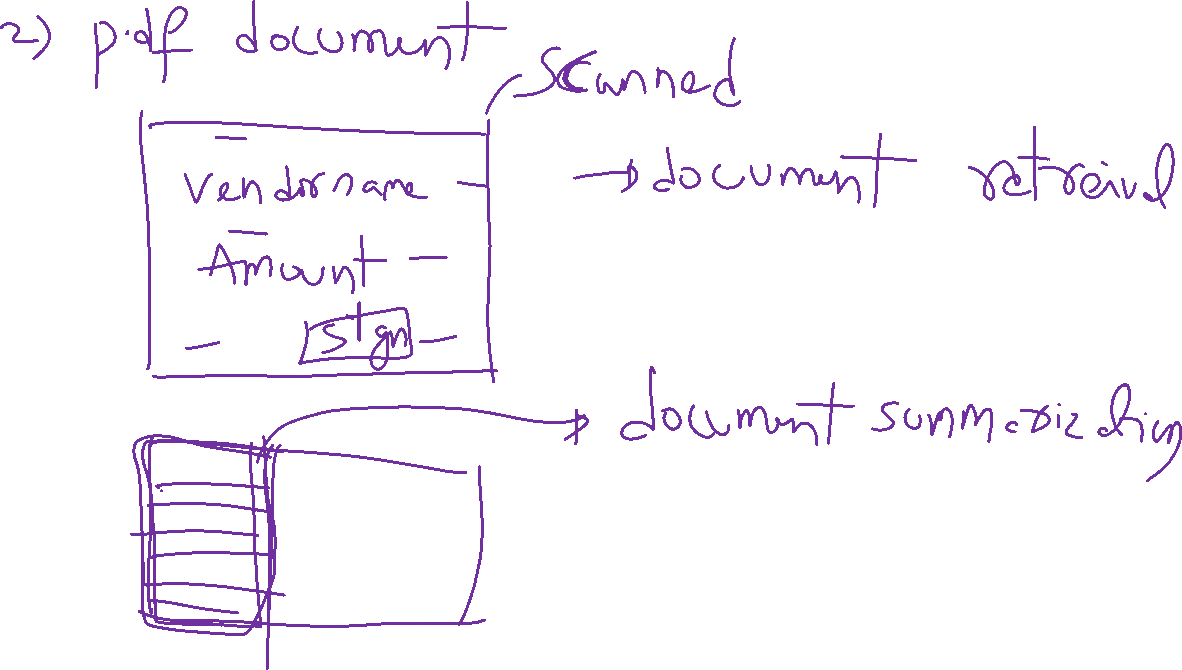 2) pdf document
scanned
→ document retreival
Vendorname -
Amount -
sign
document summarization